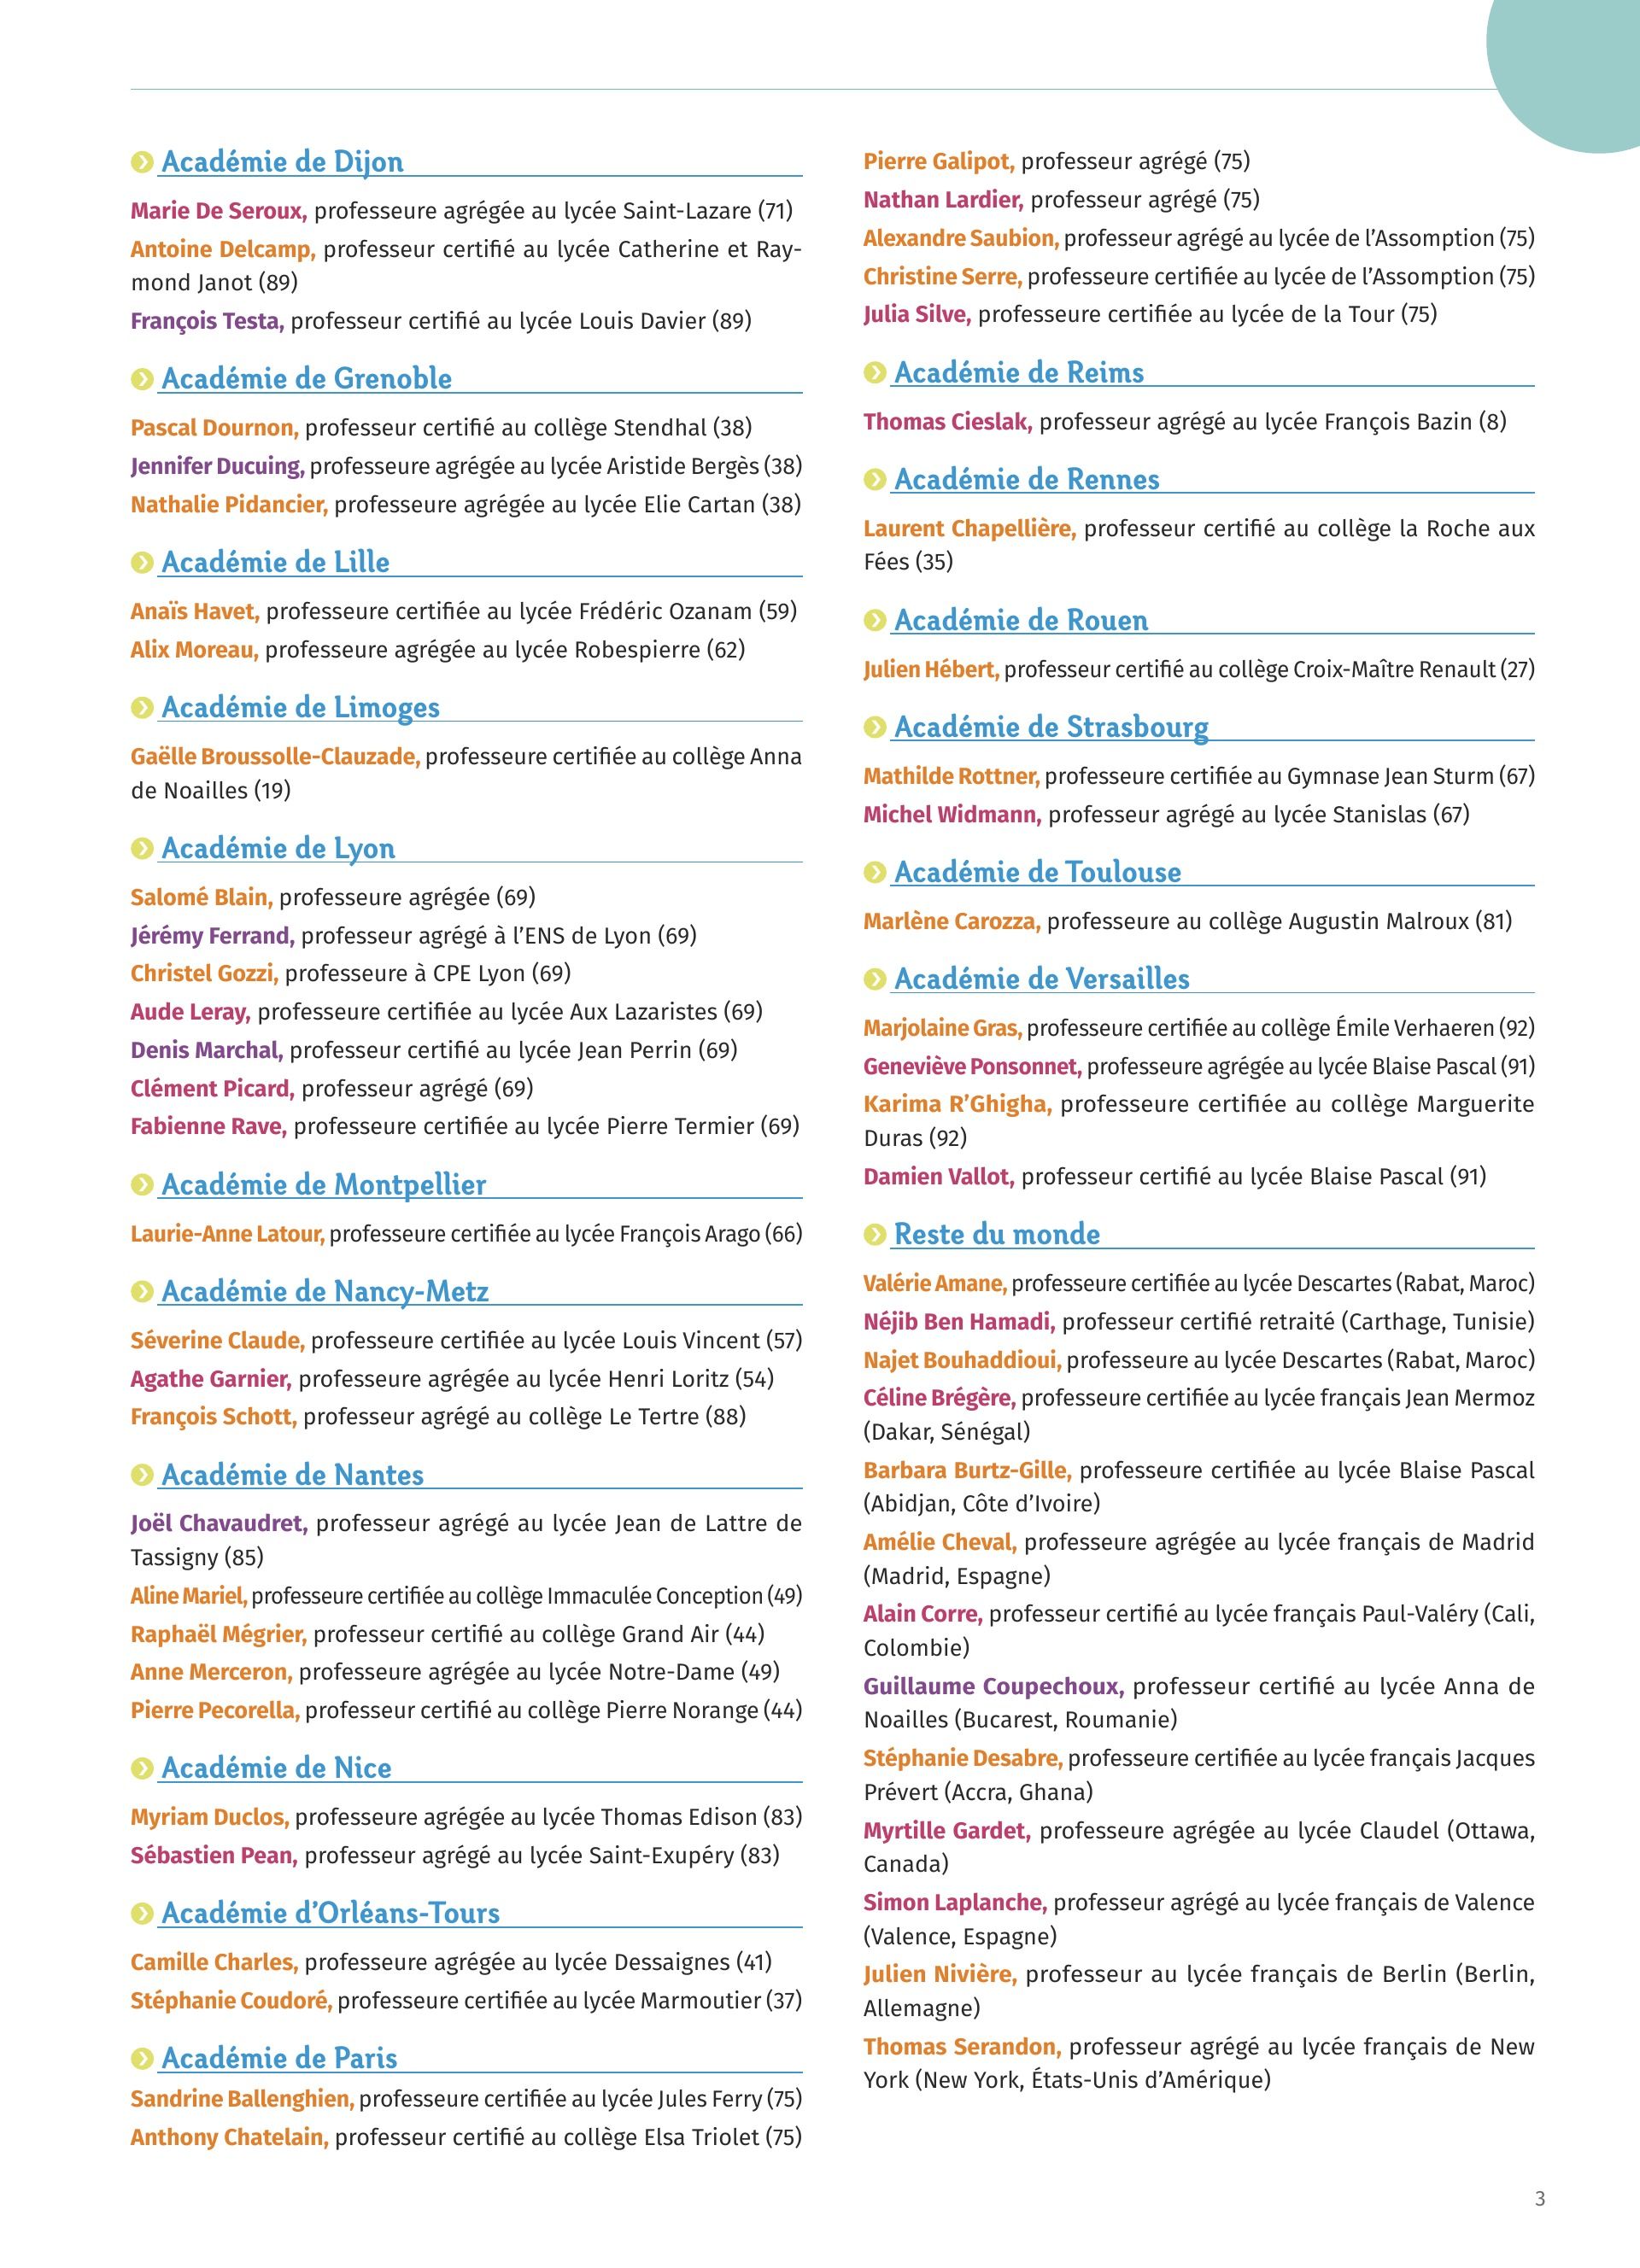 Académie de Dijon
Marie De Seroux, professeure agrégée au lycée Saint-Lazare (71)
Antoine Delcamp, professeur certifié au lycée Catherine et Ray-
mond Janot (89)
François Testa, professeur certifié au lycée Louis Davier (89)
Académie de Grenoble
Pascal Dournon, professeur certifié au collège Stendhal (38)
Jennifer Ducuing, professeure agrégée au lycée Aristide Bergès (38)
Nathalie Pidancier, professeure agrégée au lycée Elie Cartan (38)
Académie de Lille
Anaïs Havet, professeure certifiée au lycée Frédéric Ozanam (59)
Alix Moreau, professeure agrégée au lycée Robespierre (62)
Académie de Limoges
Gaëlle Broussolle-Clauzade, professeure certifiée au collège Anna
de Noailles (19)
Académie de Lyon
Salomé Blain, professeure agrégée (69)
Jérémy Ferrand, professeur agrégé à l’ENS de Lyon (69)
Christel Gozzi, professeure à CPE Lyon (69)
Aude Leray, professeure certifiée au lycée Aux Lazaristes (69)
Denis Marchal, professeur certifié au lycée Jean Perrin (69)
Clément Picard, professeur agrégé (69)
Fabienne Rave, professeure certifiée au lycée Pierre Termier (69)
Académie de Montpellier
Laurie-Anne Latour, professeure certifiée au lycée François Arago (66)
Académie de Nancy-Metz
Séverine Claude, professeure certifiée au lycée Louis Vincent (57)
Agathe Garnier, professeure agrégée au lycée Henri Loritz (54)
François Schott, professeur agrégé au collège Le Tertre (88)
Académie de Nantes
Joël Chavaudret, professeur agrégé au lycée Jean de Lattre de
Tassigny (85)
Aline Mariel, professeure certifiée au collège Immaculée Conception (49)
Raphaël Mégrier, professeur certifié au collège Grand Air (44)
Anne Merceron, professeure agrégée au lycée Notre-Dame (49)
Pierre Pecorella, professeur certifié au collège Pierre Norange (44)
Académie de Nice
Myriam Duclos, professeure agrégée au lycée Thomas Edison (83)
Sébastien Pean, professeur agrégé au lycée Saint-Exupéry (83)
Académie d’Orléans-Tours
Camille Charles, professeure agrégée au lycée Dessaignes (41)
Stéphanie Coudoré, professeure certifiée au lycée Marmoutier (37)
Académie de Paris
Sandrine Ballenghien, professeure certifiée au lycée Jules Ferry (75)
Anthony Chatelain, professeur certifié au collège Elsa Triolet (75)
Pierre Galipot, professeur agrégé (75)
Nathan Lardier, professeur agrégé (75)
Alexandre Saubion, professeur agrégé au lycée de l’Assomption (75)
Christine Serre, professeure certifiée au lycée de l’Assomption (75)
Julia Silve, professeure certifiée au lycée de la Tour (75)
Académie de Reims
Thomas Cieslak, professeur agrégé au lycée François Bazin (8)
Académie de Rennes
Laurent Chapellière, professeur certifié au collège la Roche aux
Fées (35)
Académie de Rouen
Julien Hébert, professeur certifié au collège Croix-Maître Renault (27)
Académie de Strasbourg
Mathilde Rottner, professeure certifiée au Gymnase Jean Sturm (67)
Michel Widmann, professeur agrégé au lycée Stanislas (67)
Académie de Toulouse
Marlène Carozza, professeure au collège Augustin Malroux (81)
Académie de Versailles
Marjolaine Gras, professeure certifiée au collège Émile Verhaeren (92)
Geneviève Ponsonnet, professeure agrégée au lycée Blaise Pascal (91)
Karima R’Ghigha, professeure certifiée au collège Marguerite
Duras (92)
Damien Vallot, professeur certifié au lycée Blaise Pascal (91)
Reste du monde
Valérie Amane, professeure certifiée au lycée Descartes (Rabat, Maroc)
Néjib Ben Hamadi, professeur certifié retraité (Carthage, Tunisie)
Najet Bouhaddioui, professeure au lycée Descartes (Rabat, Maroc)
Céline Brégère, professeure certifiée au lycée français Jean Mermoz
(Dakar, Sénégal)
Barbara Burtz-Gille, professeure certifiée au lycée Blaise Pascal
(Abidjan, Côte d’Ivoire)
Amélie Cheval, professeure agrégée au lycée français de Madrid
(Madrid, Espagne)
Alain Corre, professeur certifié au lycée français Paul-Valéry (Cali,
Colombie)
Guillaume Coupechoux, professeur certifié au lycée Anna de
Noailles (Bucarest, Roumanie)
Stéphanie Desabre, professeure certifiée au lycée français Jacques
Prévert (Accra, Ghana)
Myrtille Gardet, professeure agrégée au lycée Claudel (Ottawa,
Canada)
Simon Laplanche, professeur agrégé au lycée français de Valence
(Valence, Espagne)
Julien Nivière, professeur au lycée français de Berlin (Berlin,
Allemagne)
Thomas Serandon, professeur agrégé au lycée français de New
York (New York, États-Unis d’Amérique)
3